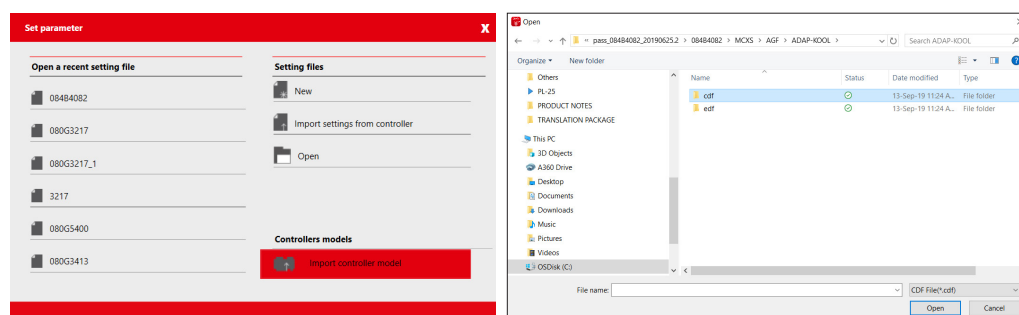 Set parameter
X
Open a recent setting file
084B4082
080G3217
080G3217_1
3217
080G5400
080G3413
Setting files
New
Import settings from controller
Open
Controllers models
Import controller model
Open
« pass_084B4082_20190625.2 > 084B4082 > MCXS > AGF > ADAP-KOOL >
Search ADAP-KOOL
Organize
New folder
Others
PL-25
PRODUCT NOTES
TRANSLATION PACKAGE
This PC
3D Objects
A360 Drive
Desktop
Documents
Downloads
Music
Pictures
Videos
OSDisk (C:)
Name Status Date modified Type
cdf 13-Sep-19 11:24 A... File folder
edf 13-Sep-19 11:24 A... File folder
File name:
CDF File(*.cdf)
Open Cancel